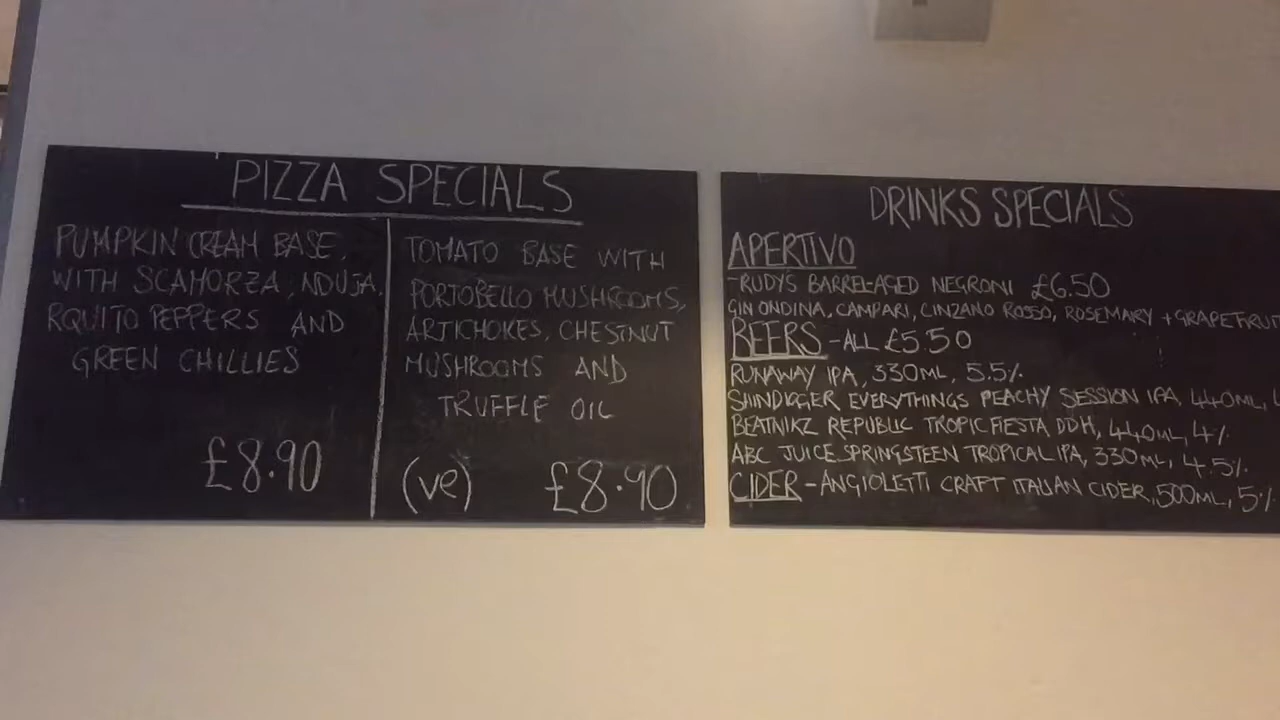 PIZZA SPECIALS
PUMPKIN CREAM BASE,
WITH SCAMORZA, NDUJA,
RQUITO PEPPERS AND
GREEN CHILLIES
£8.90
TOMATO BASE WITH
PORTOBELLO MUSHROOMS,
ARTICHOKES, CHESTNUT
MUSHROOMS AND
TRUFFLE OIL
(ve) £8.90
DRINKS SPECIALS
APERTIVO
-RUDY'S BARREL-AGED NEGRONI £6.50
GIN ONDINA, CAMPARI, CINZANO ROSSO, ROSEMARY + GRAPEFRUIT
BEERS - ALL £5.50
RUNAWAY IPA, 330ML, 5.5%
SHINDIGGER EVERYTHINGS PEACHY SESSION IPA, 440ML,
BEATNIKZ REPUBLIC TROPICFIESTA DDH, 440ML, 4%
ABC JUICE SPRINGSTEEN TROPICAL IPA, 330ML, 4.5%
CIDER - ANGIOLETTI CRAFT ITALIAN CIDER, 500ML, 5%